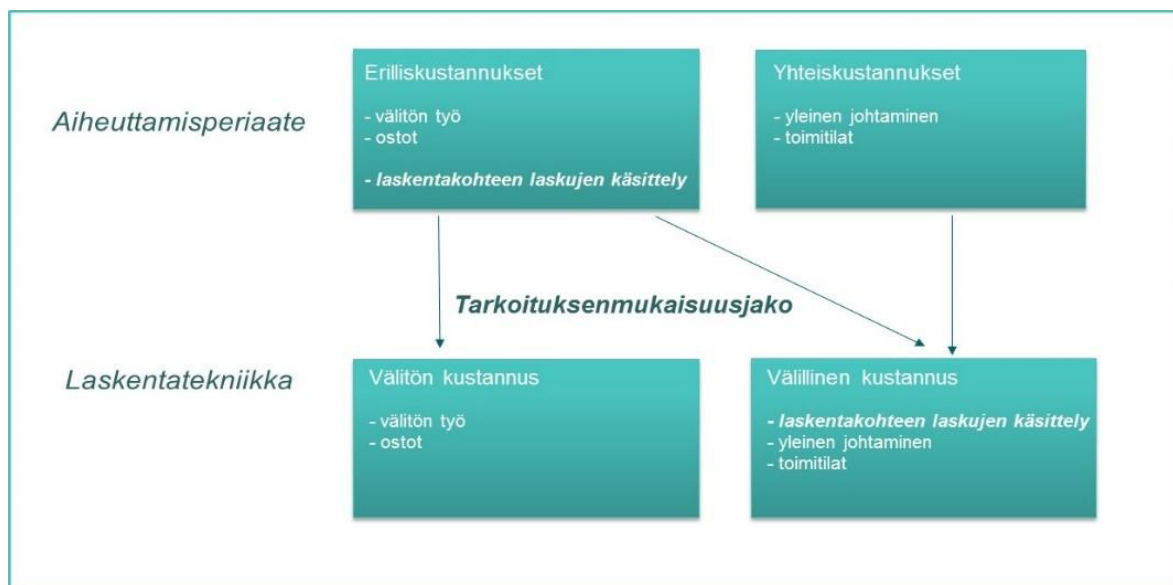 Erilliskustannukset
- välitön työ
- ostot
- laskentakohteen laskujen käsittely
Yhteiskustannukset
- yleinen johtaminen
- toimitilat
Aiheuttamisperiaate
Tarkoituksenmukaisuusjako
Laskentatekniikka
Välitön kustannus
- välitön työ
- ostot
Välillinen kustannus
- laskentakohteen laskujen käsittely
- yleinen johtaminen
- toimitilat